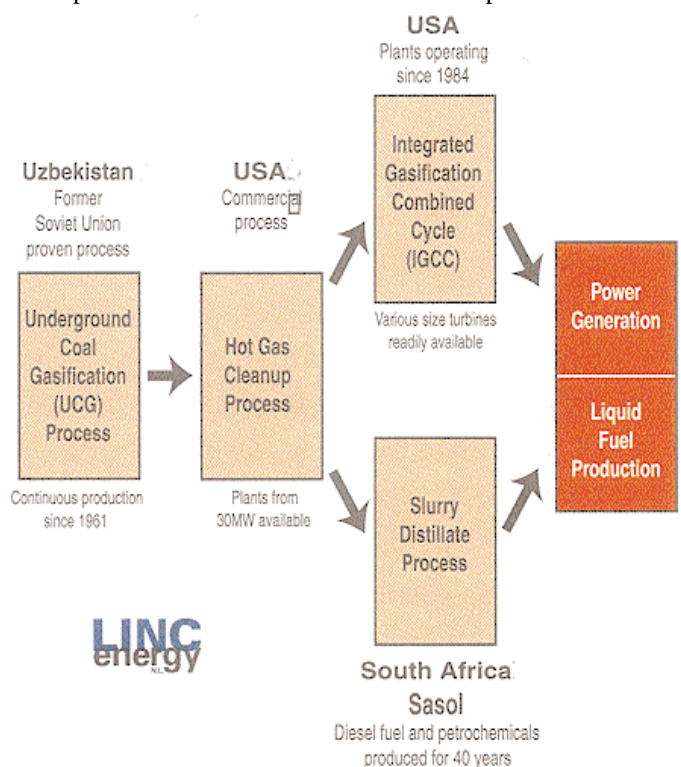 USA
Plants operating
since 1984
Integrated
Gasification
Combined
Cycle
(IGCC)
Various size turbines
readily available
Uzbekistan
Former
Soviet Union
proven process
Underground
Coal
Gasification
(UCG)
Process
Continuous production
since 1961
USA
Commercial
process
Hot Gas
Cleanup
Process
Plants from
30MW available
Power
Generation
Liquid
Fuel
Production
Slurry
Distillate
Process
South Africa
Sasol
Diesel fuel and petrochemicals
produced for 40 years
LINC
energy
N.L.